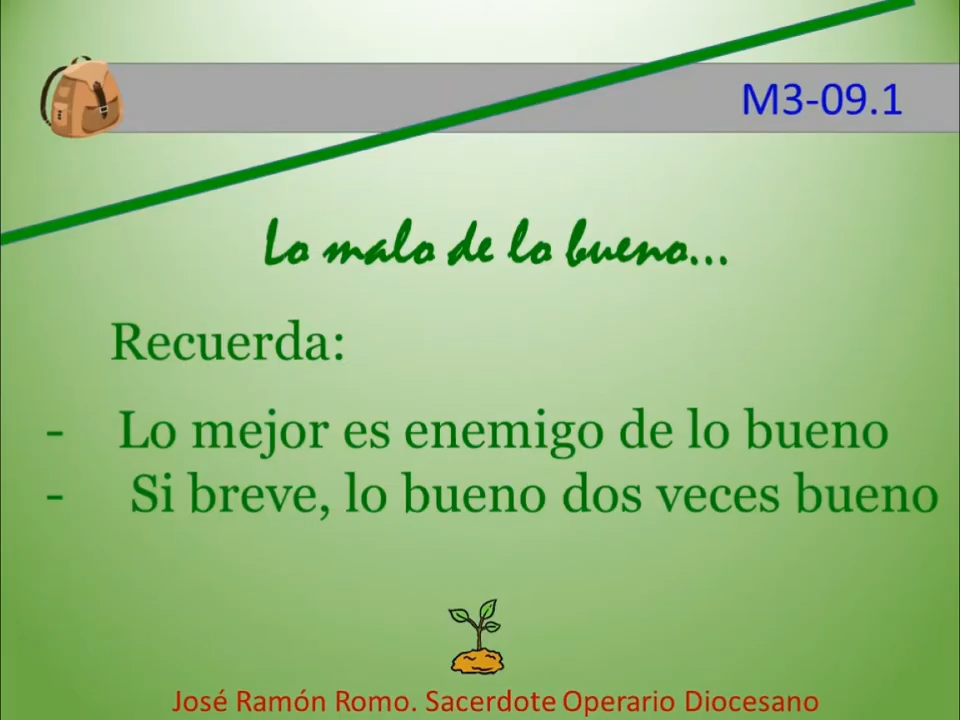 M3-09.1
Lo malo de lo bueno...
Recuerda:
- Lo mejor es enemigo de lo bueno
- Si breve, lo bueno dos veces bueno
José Ramón Romo. Sacerdote Operario Diocesano